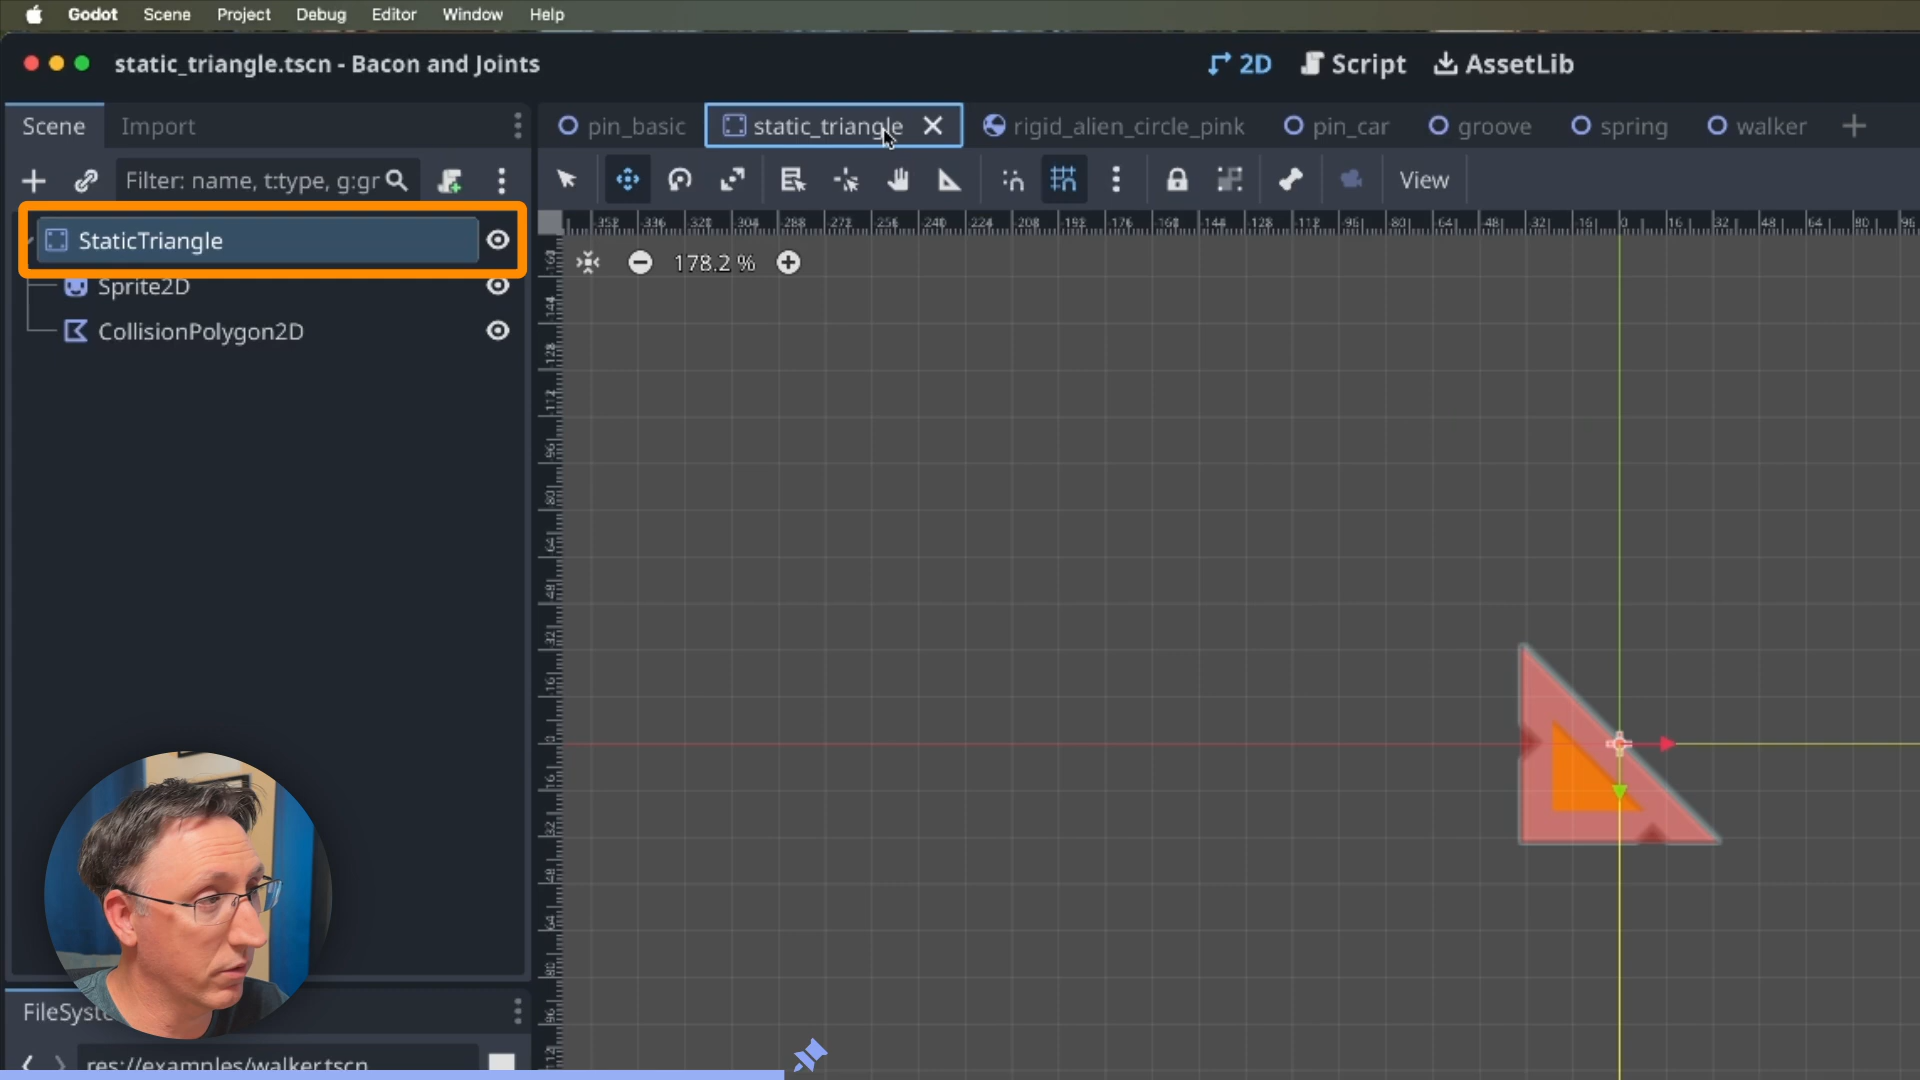 Godot Scene Project Debug Editor Window Help
static_triangle.tscn - Bacon and Joints
2D Script AssetLib
Scene Import
pin_basic static_triangle rigid_alien_circle_pink pin_car groove spring walker
Filter: name, t:type, g:gr
View
StaticTriangle
178.2 %
Sprite2D
CollisionPolygon2D
FileSyste
res://examples/walker.tscn